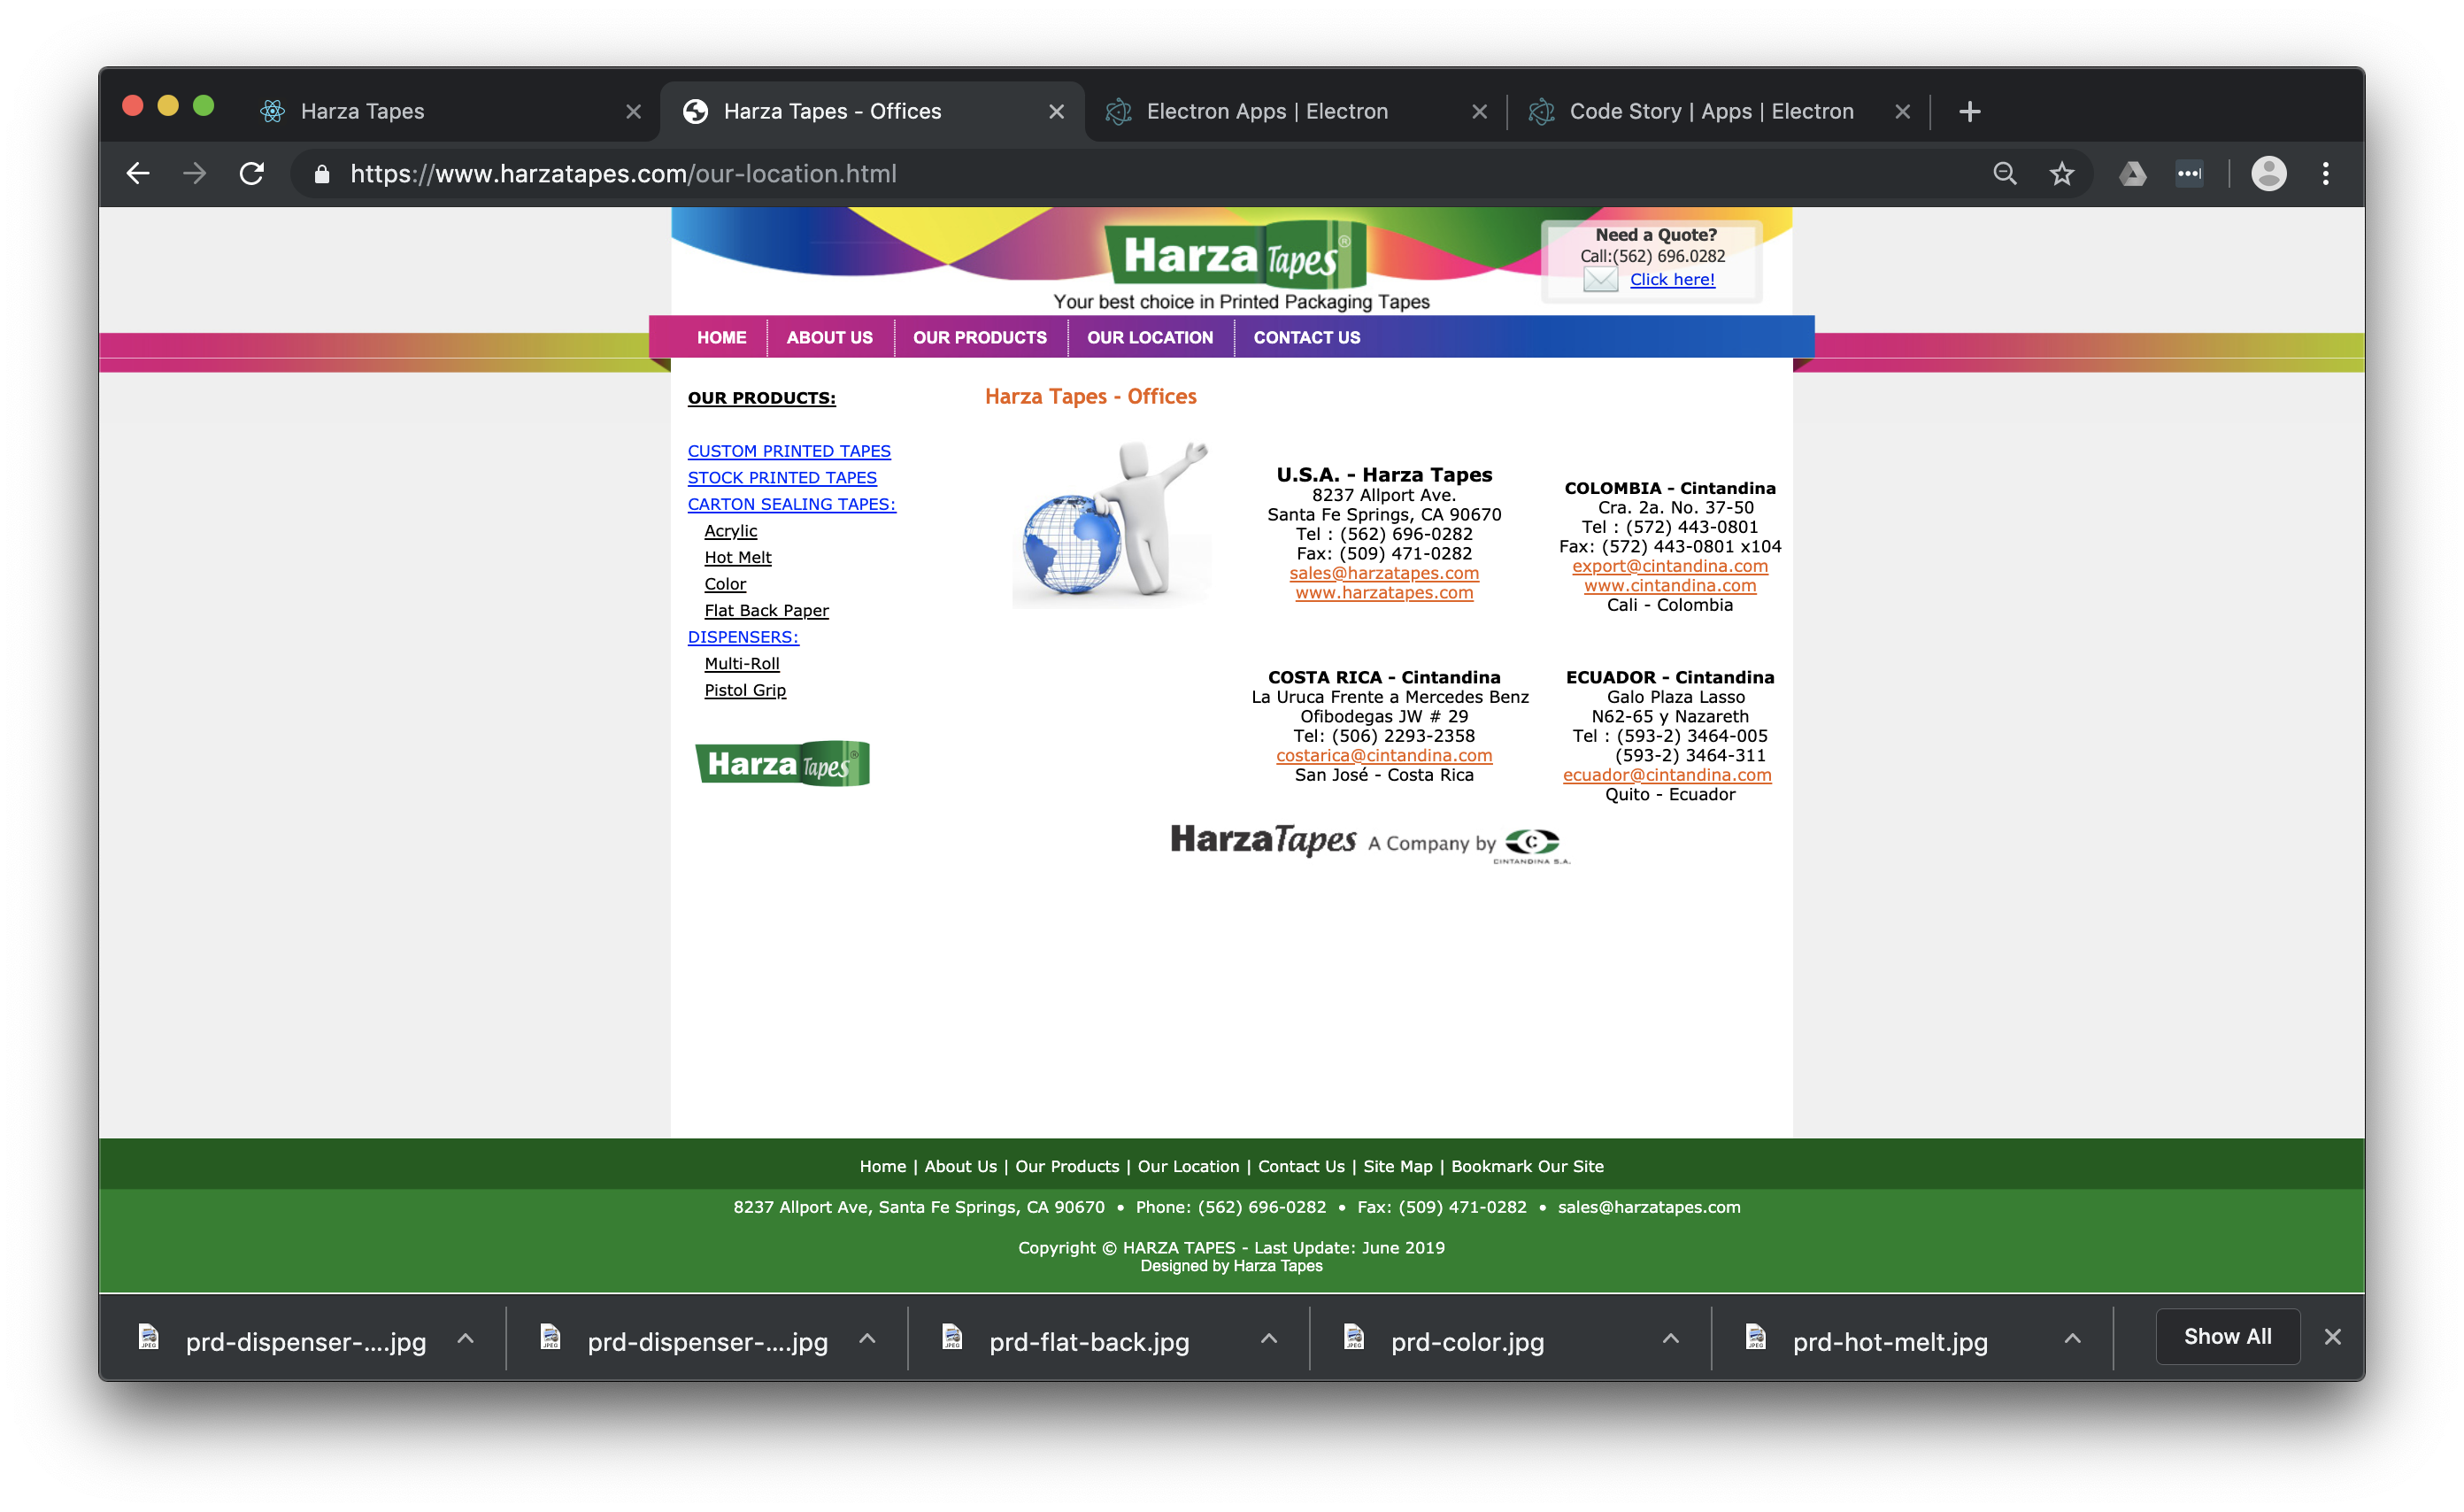 Harza Tapes
Harza Tapes - Offices
Electron Apps | Electron
Code Story | Apps | Electron
https://www.harzatapes.com/our-location.html
Harza Tapes ®
Your best choice in Printed Packaging Tapes
Need a Quote?
Call:(562) 696.0282
Click here!
HOME
ABOUT US
OUR PRODUCTS
OUR LOCATION
CONTACT US
OUR PRODUCTS:
CUSTOM PRINTED TAPES
STOCK PRINTED TAPES
CARTON SEALING TAPES:
Acrylic
Hot Melt
Color
Flat Back Paper
DISPENSERS:
Multi-Roll
Pistol Grip
Harza Tapes ®
Harza Tapes - Offices
U.S.A. - Harza Tapes
8237 Allport Ave.
Santa Fe Springs, CA 90670
Tel : (562) 696-0282
Fax: (509) 471-0282
sales@harzatapes.com
www.harzatapes.com
COLOMBIA - Cintandina
Cra. 2a. No. 37-50
Tel : (572) 443-0801
Fax: (572) 443-0801 x104
export@cintandina.com
www.cintandina.com
Cali - Colombia
COSTA RICA - Cintandina
La Uruca Frente a Mercedes Benz
Ofibodegas JW # 29
Tel: (506) 2293-2358
costarica@cintandina.com
San José - Costa Rica
ECUADOR - Cintandina
Galo Plaza Lasso
N62-65 y Nazareth
Tel : (593-2) 3464-005
(593-2) 3464-311
ecuador@cintandina.com
Quito - Ecuador
HarzaTapes A Company by C
CINTANDINA S.A.
Home | About Us | Our Products | Our Location | Contact Us | Site Map | Bookmark Our Site
8237 Allport Ave, Santa Fe Springs, CA 90670 • Phone: (562) 696-0282 • Fax: (509) 471-0282 • sales@harzatapes.com
Copyright © HARZA TAPES - Last Update: June 2019
Designed by Harza Tapes
JPEG prd-dispenser-....jpg
JPEG prd-dispenser-....jpg
JPEG prd-flat-back.jpg
JPEG prd-color.jpg
JPEG prd-hot-melt.jpg
Show All